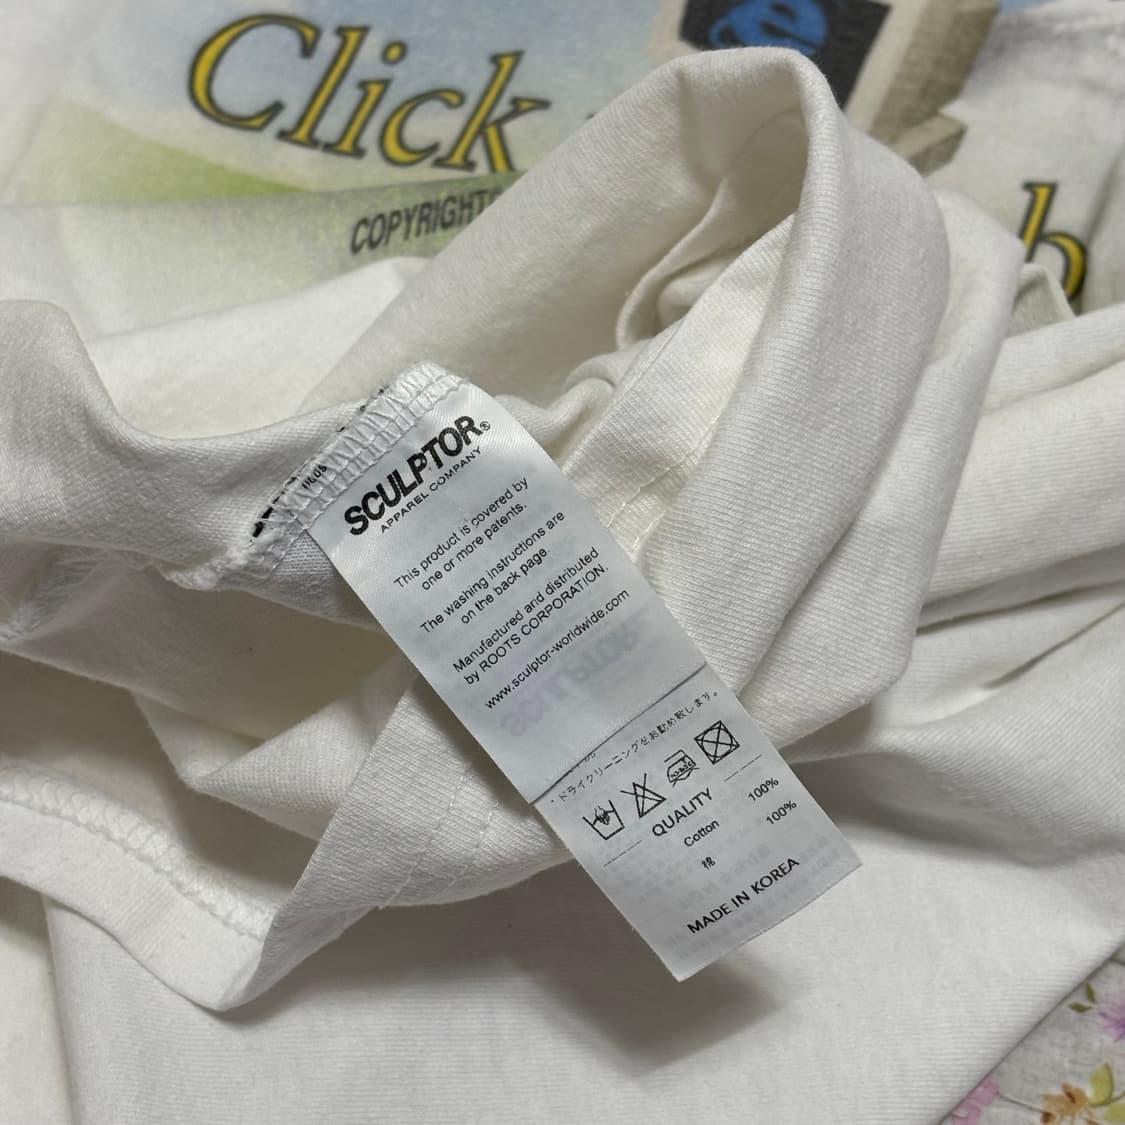 Click
COPYRIGHT
b
SCULPTOR®
APPAREL COMPANY
This product is covered by
one or more patents.
The washing instructions are
on the back page.
Manufactured and distributed
by ROOTS CORPORATION.
www.sculptor-worldwide.com
・ドライクリーニングをお勧め致します。
QUALITY
Cotton 100%
棉 100%
MADE IN KOREA